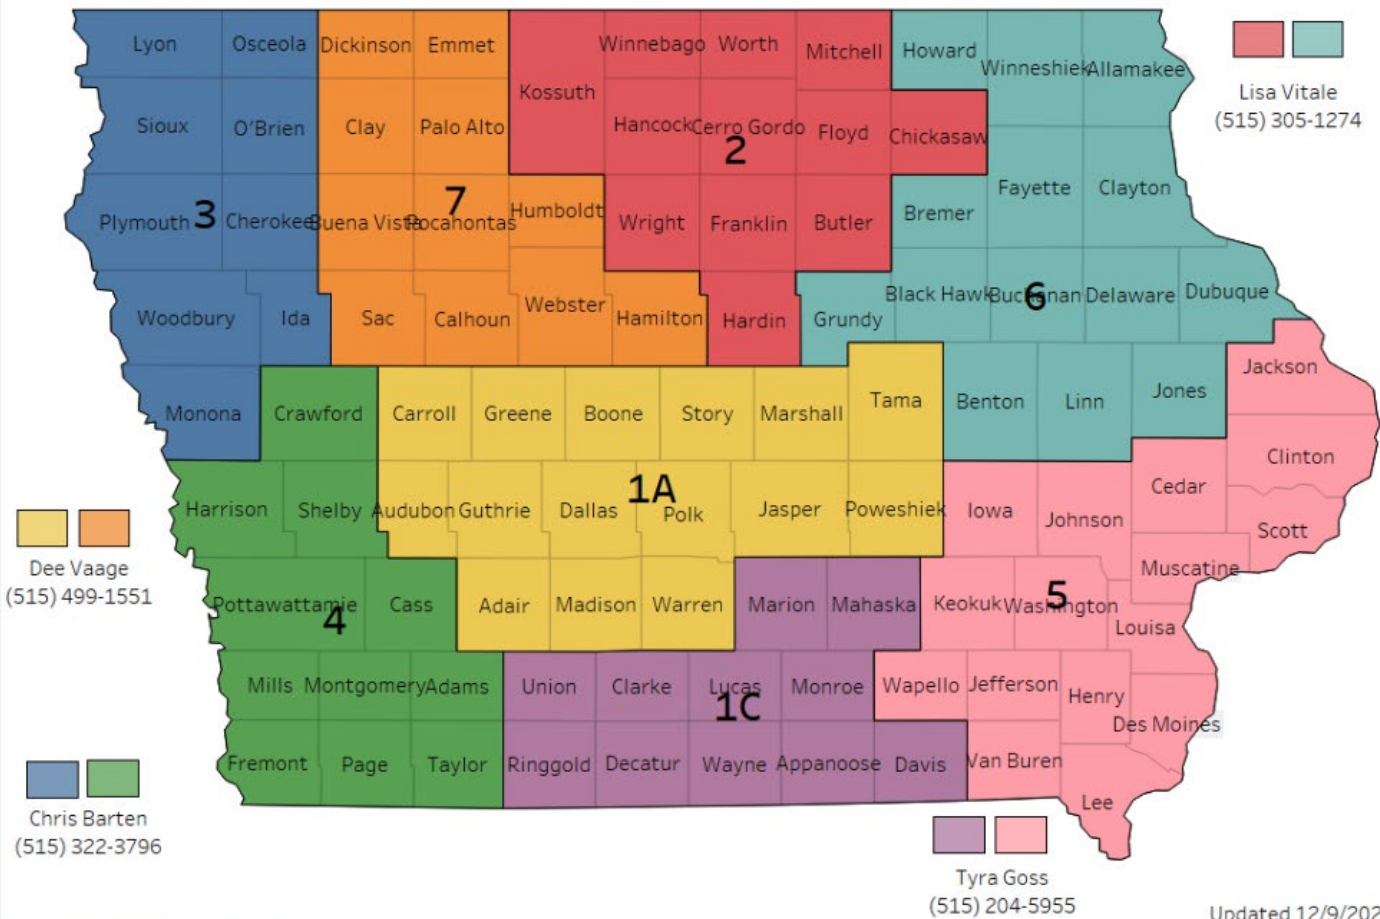 Lyon Osceola Dickinson Emmet Winnebago Worth Mitchell Howard Winneshiek Allamakee
Kossuth
Sioux O'Brien Clay Palo Alto Hancock Cerro Gordo Floyd Chickasaw
2
Fayette Clayton
Plymouth 3 Cherokee Buena Vista 7 Pocahontas Humboldt Wright Franklin Butler Bremer
Woodbury Ida Sac Calhoun Webster Hamilton Hardin Grundy Black Hawk Buchanan 6 Delaware Dubuque
Monona Crawford Carroll Greene Boone Story Marshall Tama Benton Linn Jones Jackson
Clinton
Harrison Shelby Audubon Guthrie Dallas 1A Polk Jasper Poweshiek Iowa Johnson Cedar Scott
Muscatine
Pottawattamie 4 Cass Adair Madison Warren Marion Mahaska Keokuk Washington 5 Louisa
Mills Montgomery Adams Union Clarke Lucas Monroe Wapello Jefferson Henry
1C
Des Moines
Fremont Page Taylor Ringgold Decatur Wayne Appanoose Davis Van Buren
Lee
Lisa Vitale
(515) 305-1274
Dee Vaage
(515) 499-1551
Chris Barten
(515) 322-3796
Tyra Goss
(515) 204-5955
Updated 12/9/202